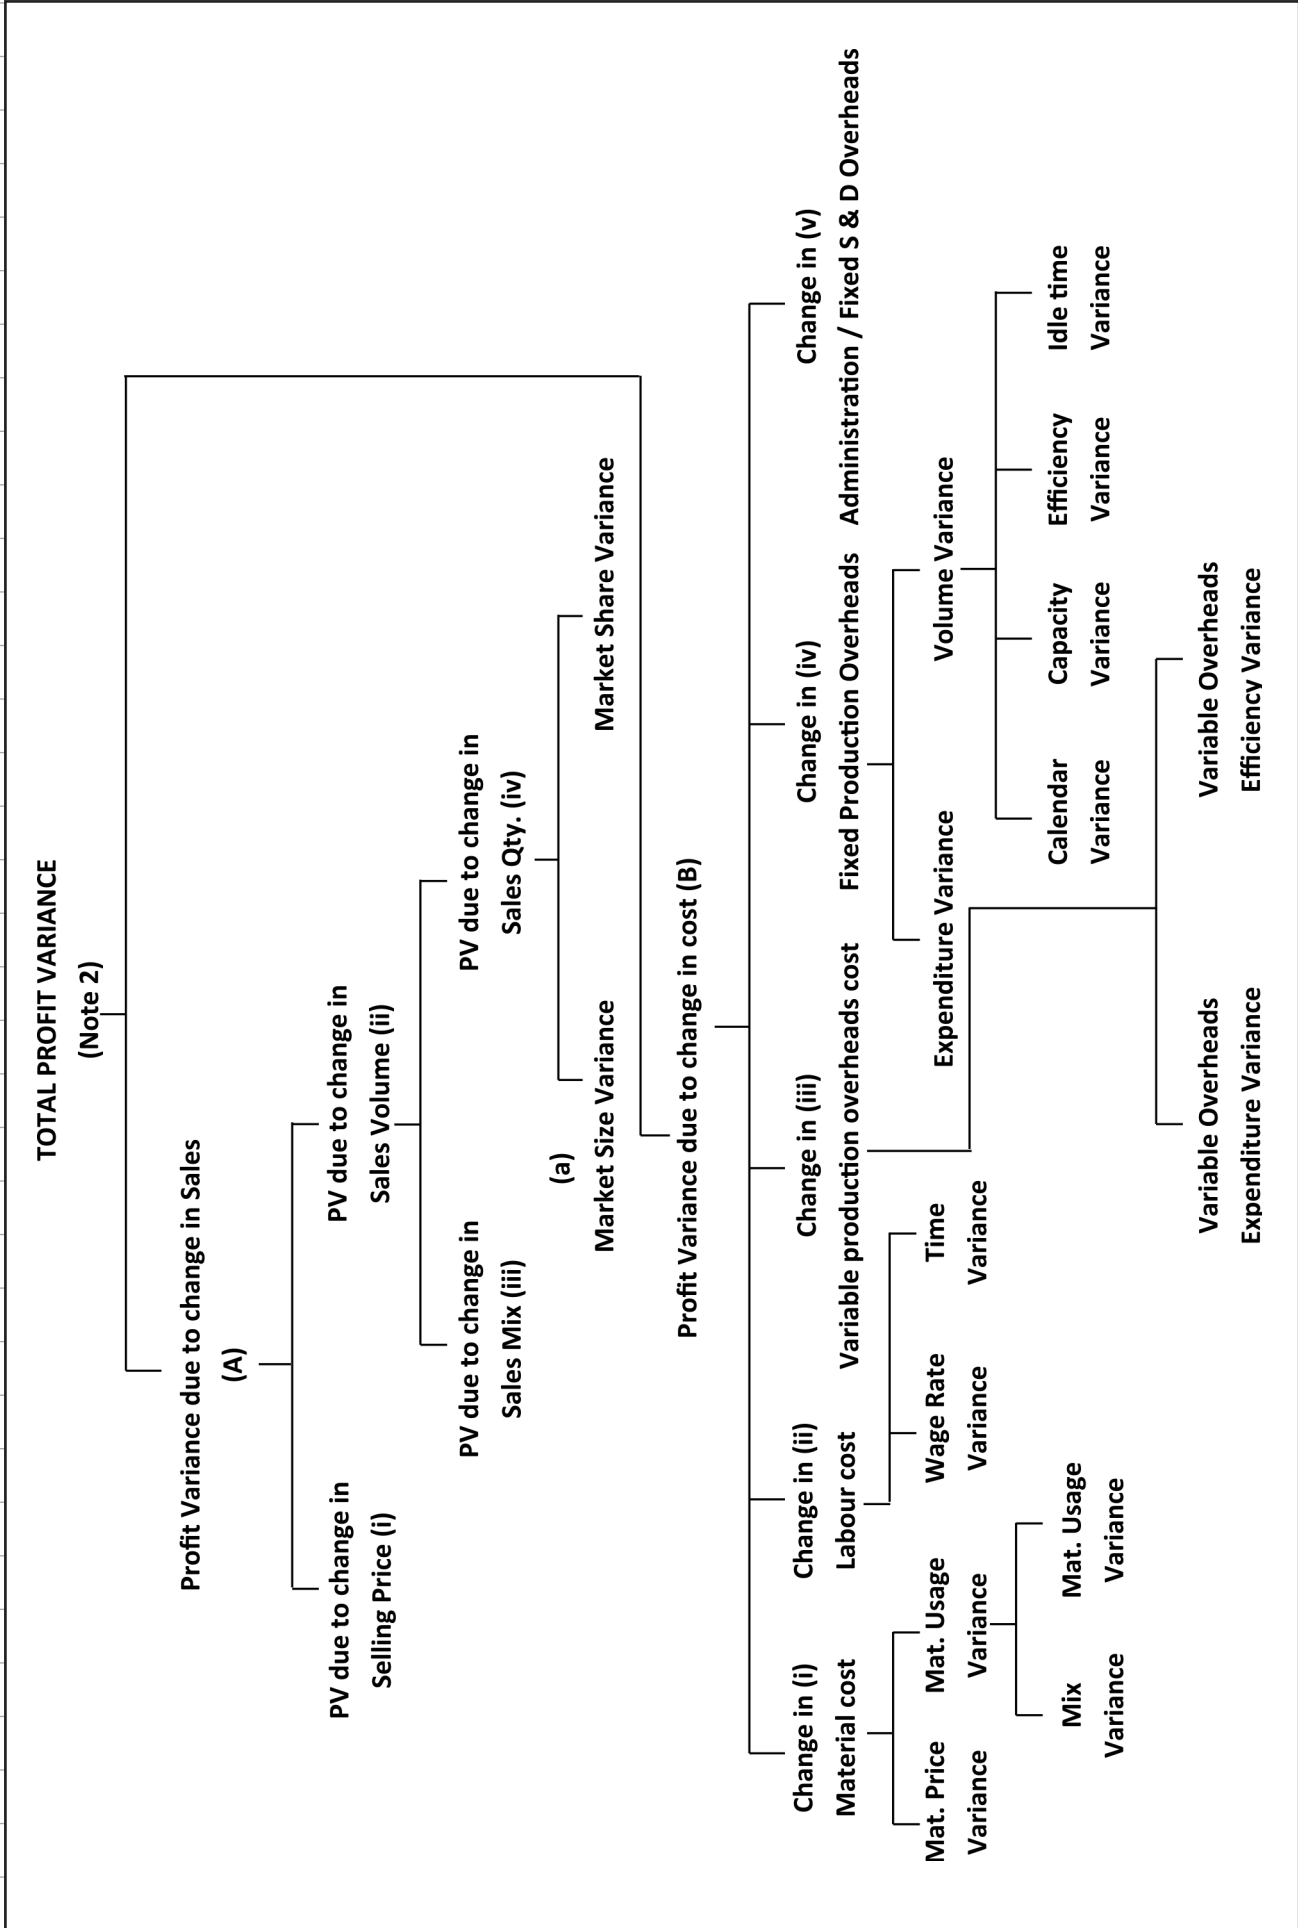 TOTAL PROFIT VARIANCE
(Note 2)
Profit Variance due to change in Sales
(A)
PV due to change in
Selling Price (i)
PV due to change in
Sales Volume (ii)
PV due to change in
Sales Mix (iii)
PV due to change in
Sales Qty. (iv)
(a)
Market Size Variance
Market Share Variance
Profit Variance due to change in cost (B)
Change in (i)
Material cost
Change in (ii)
Labour cost
Change in (iii)
Variable production overheads cost
Change in (iv)
Fixed Production Overheads
Change in (v)
Administration / Fixed S & D Overheads
Mat. Price
Variance
Mat. Usage
Variance
Wage Rate
Variance
Time
Variance
Expenditure Variance
Volume Variance
Mix
Variance
Mat. Usage
Variance
Calendar
Variance
Capacity
Variance
Efficiency
Variance
Idle time
Variance
Variable Overheads
Expenditure Variance
Variable Overheads
Efficiency Variance